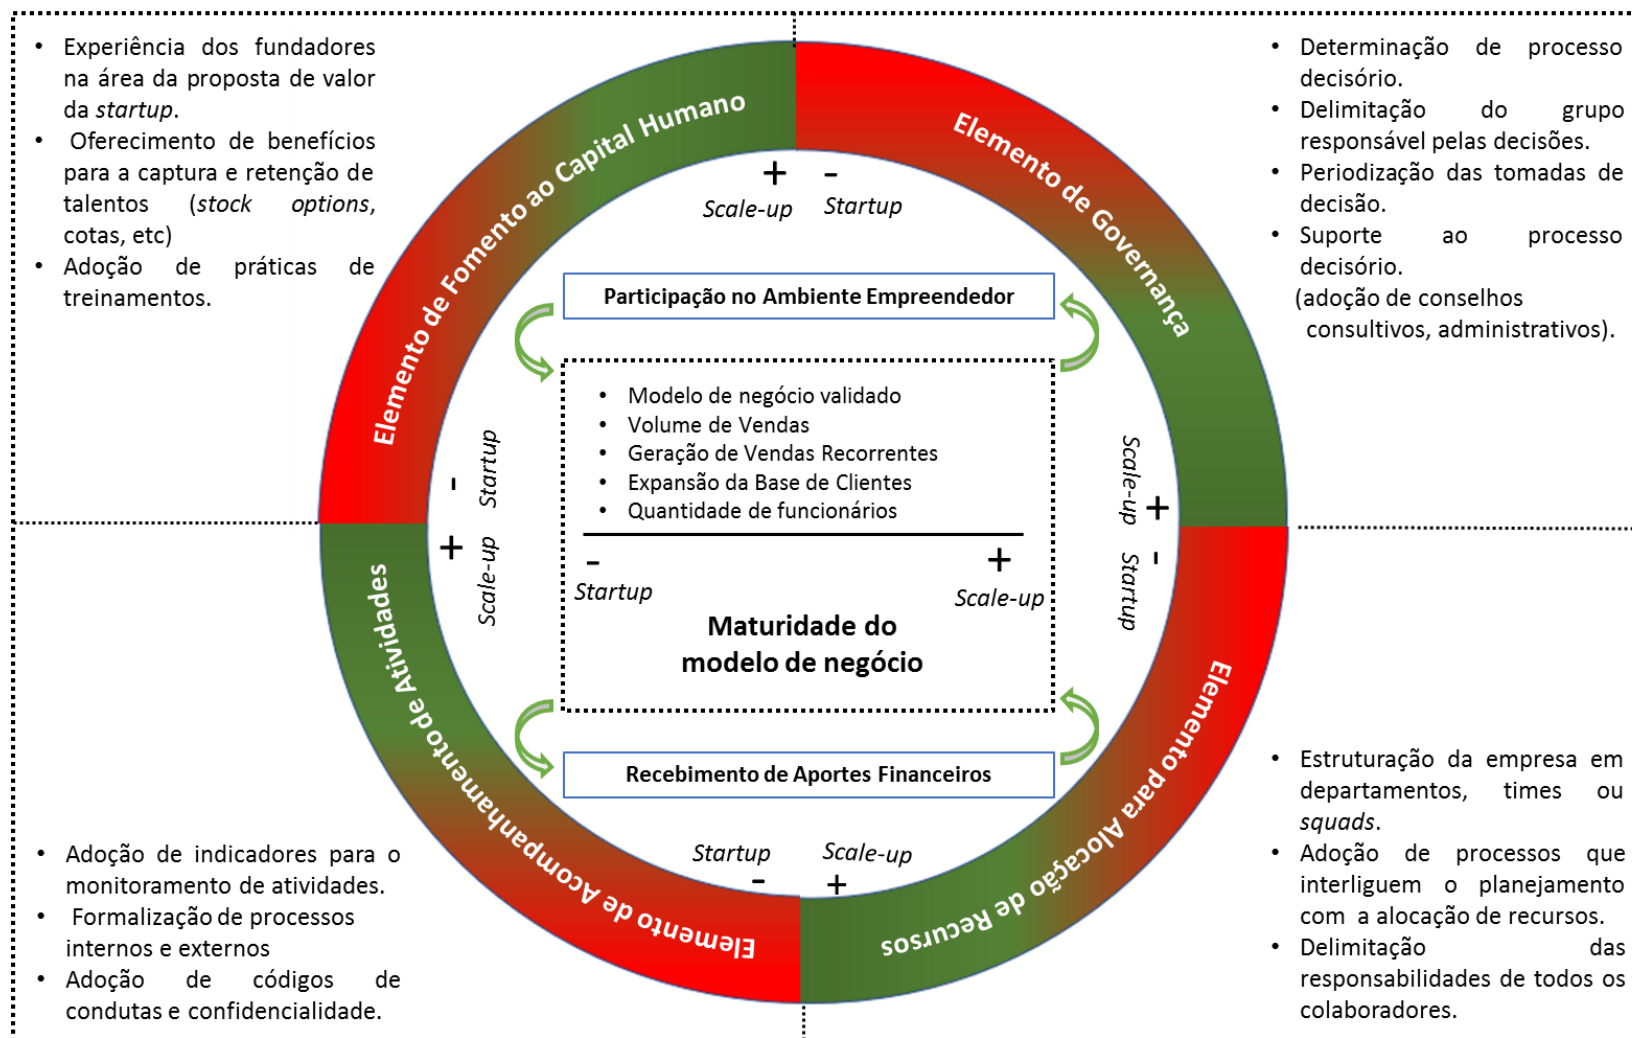 • Experiência dos fundadores
na área da proposta de valor
da startup.
• Oferecimento de benefícios
para a captura e retenção de
talentos (stock options,
cotas, etc)
• Adoção de práticas de
treinamentos.
• Determinação de processo
decisório.
• Delimitação do grupo
responsável pelas decisões.
• Periodização das tomadas de
decisão.
• Suporte ao processo
decisório.
(adoção de conselhos
consultivos, administrativos).
Elemento de Fomento ao Capital Humano
Elemento de Governança
+ -
Scale-up Startup
Participação no Ambiente Empreendedor
• Modelo de negócio validado
• Volume de Vendas
• Geração de Vendas Recorrentes
• Expansão da Base de Clientes
• Quantidade de funcionários
- +
Startup Scale-up
Maturidade do
modelo de negócio
- Startup
+ Scale-up
Scale-up +
Startup -
Recebimento de Aportes Financeiros
Startup Scale-up
- +
Elemento de Acompanhamento de Atividades
Elemento para Alocação de Recursos
• Adoção de indicadores para o
monitoramento de atividades.
• Formalização de processos
internos e externos
• Adoção de códigos de
condutas e confidencialidade.
• Estruturação da empresa em
departamentos, times ou
squads.
• Adoção de processos que
interliguem o planejamento
com a alocação de recursos.
• Delimitação das
responsabilidades de todos os
colaboradores.